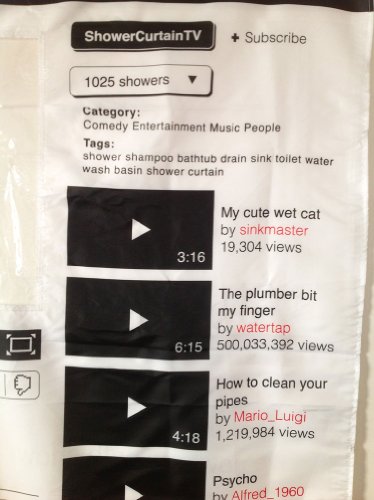 ShowerCurtainTV
+ Subscribe
1025 showers
Category:
Comedy Entertainment Music People
Tags:
shower shampoo bathtub drain sink toilet water
wash basin shower curtain
My cute wet cat
by sinkmaster
19,304 views
3:16
The plumber bit
my finger
by watertap
500,033,392 views
6:15
How to clean your
pipes
by Mario_Luigi
1,219,984 views
4:18
Psycho
by Alfred_1960